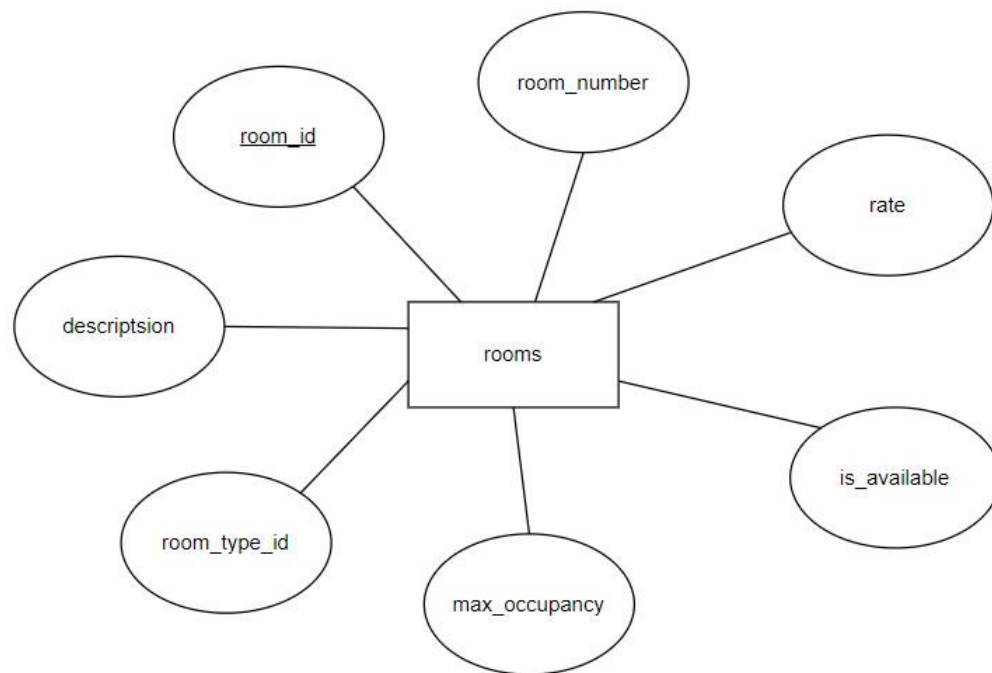 room_number
room_id
rate
descriptsion
rooms
is_available
room_type_id
max_occupancy